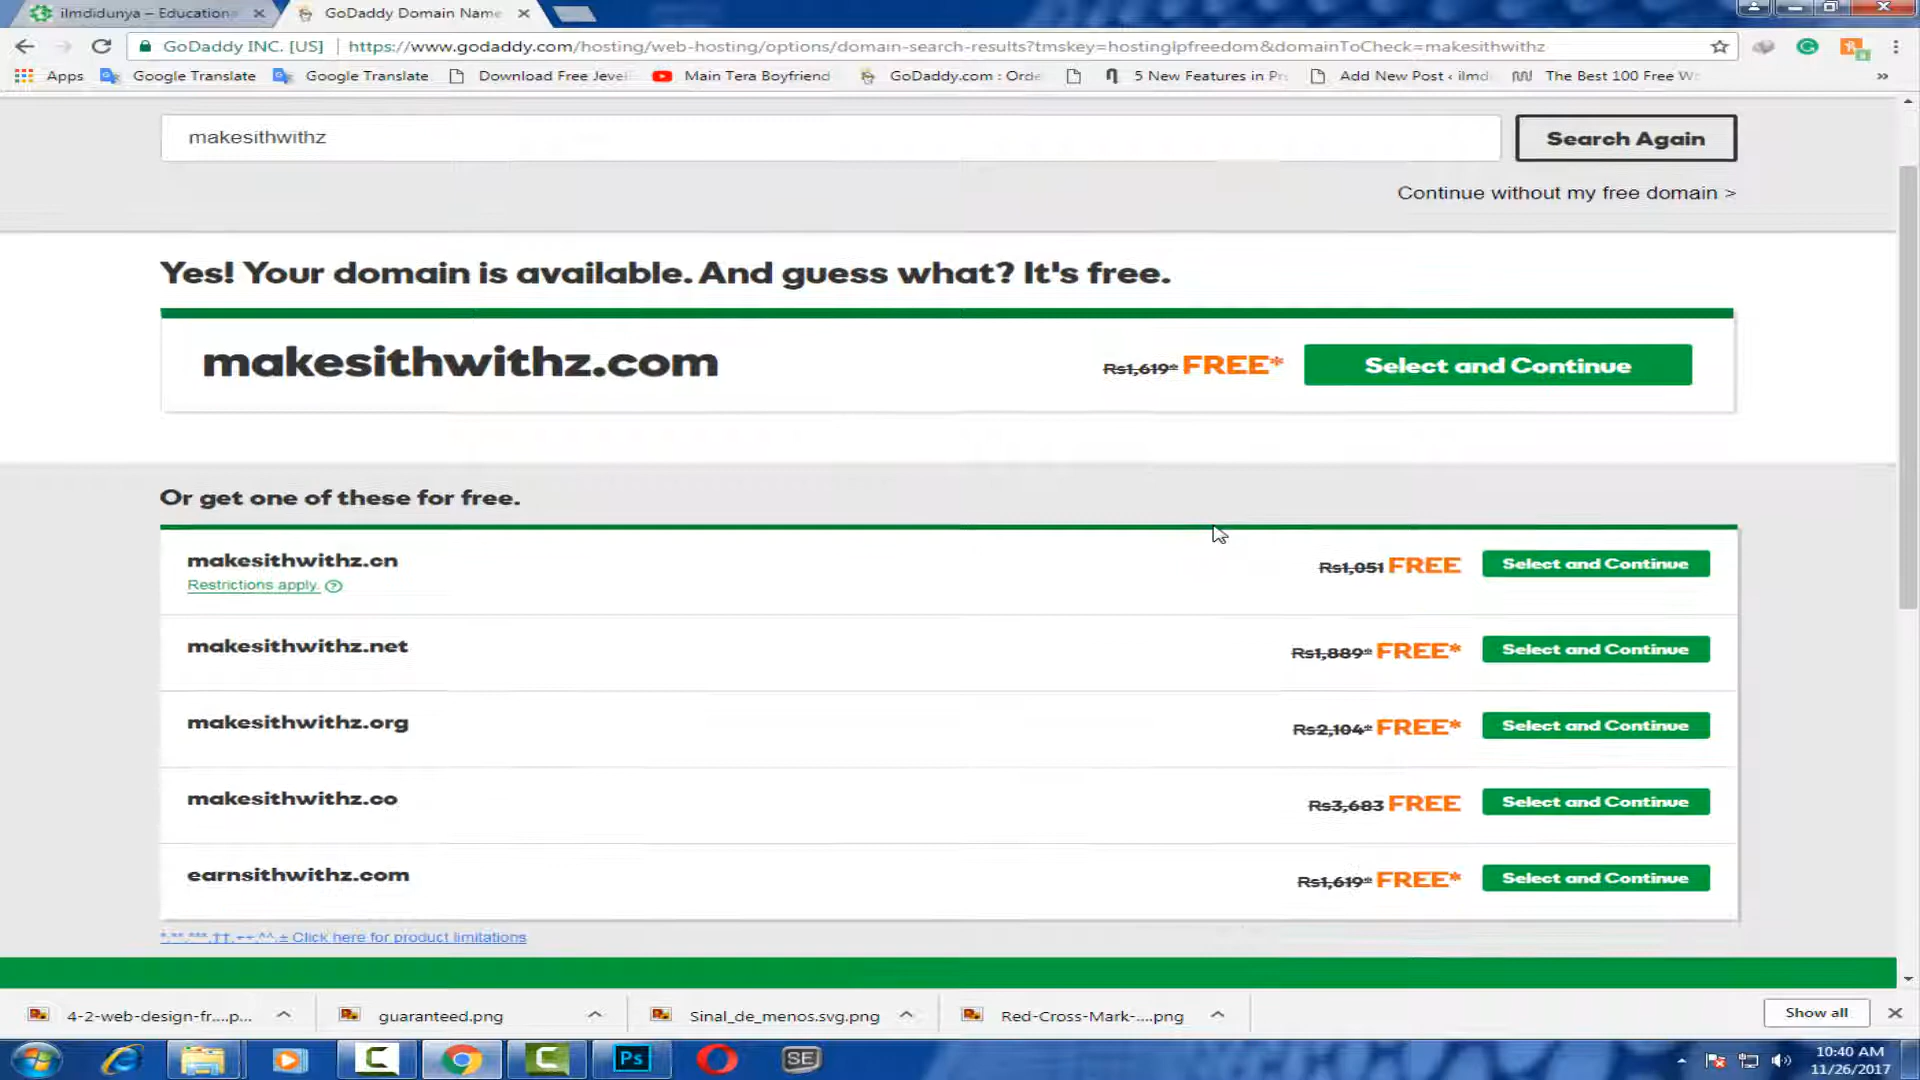 ilmdidunya – Education
GoDaddy Domain Name
GoDaddy INC. [US] https://www.godaddy.com/hosting/web-hosting/options/domain-search-results?tmskey=hostinglpfreedom&domainToCheck=makesithwithz
Apps Google Translate Google Translate Download Free Main Tera Boyfriend GoDaddy.com : 5 New Features in Add New Post ‹ ilmd The Best 100 Free
makesithwithz
Search Again
Continue without my free domain >
Yes! Your domain is available. And guess what? It's free.
makesithwithz.com Rs1,619* FREE* Select and Continue
Or get one of these for free.
makesithwithz.cn Rs1,051 FREE Select and Continue
Restrictions apply. ?
makesithwithz.net Rs1,889* FREE* Select and Continue
makesithwithz.org Rs2,104* FREE* Select and Continue
makesithwithz.co Rs3,683 FREE Select and Continue
earnsithwithz.com Rs1,619* FREE* Select and Continue
Click here for product limitations
4-2-web-design-fr....p...
guaranteed.png
Sinal_de_menos.svg.png
Red-Cross-Mark-....png
Show all
Ps
SE
10:40 AM
11/26/2017